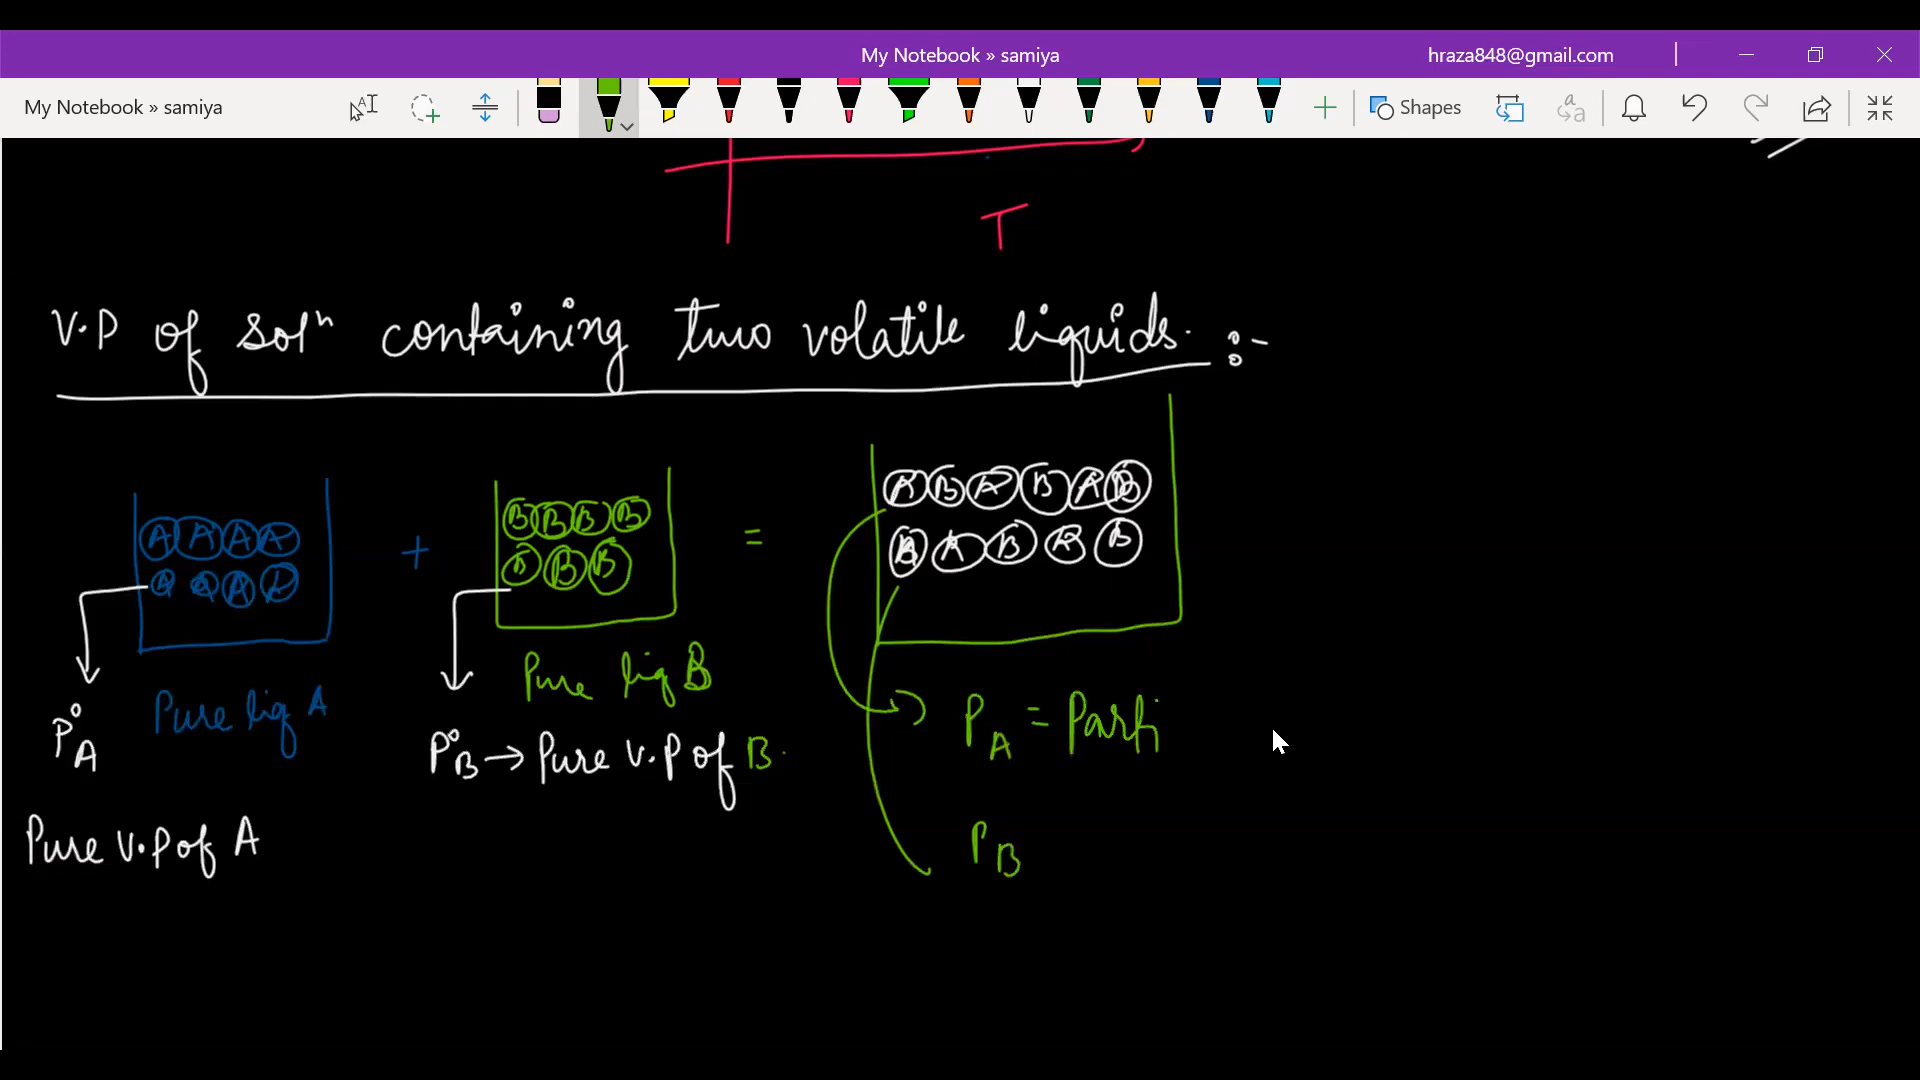 My Notebook » samiya
hraza848@gmail.com
My Notebook » samiya
Shapes
T
V.P of solⁿ containing two volatile liquids. :-
A A A A
A A A
+
B B B B
B B B
=
A B A B A B
A B B
Pure liq A
Pure liq B
P°A
P°B → Pure V.P of B.
PA = Parti
Pure V.P of A
PB